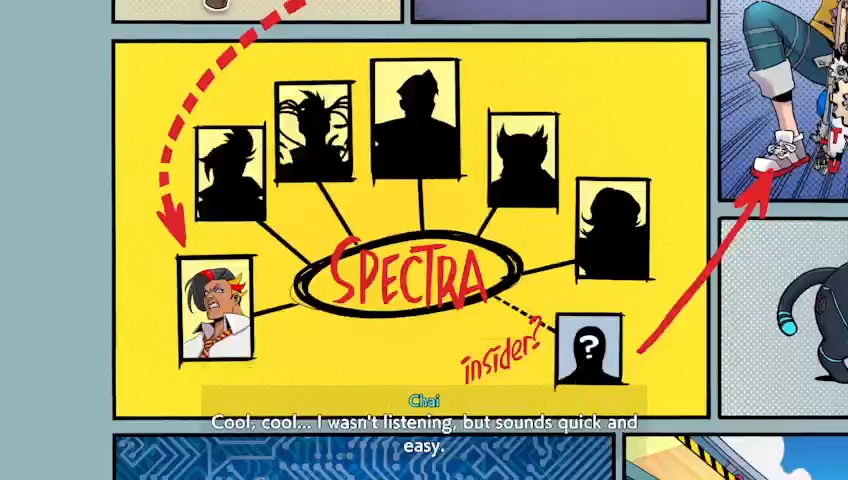 SPECTRA
insider?
?
Chai
Cool, cool... I wasn't listening, but sounds quick and
easy.